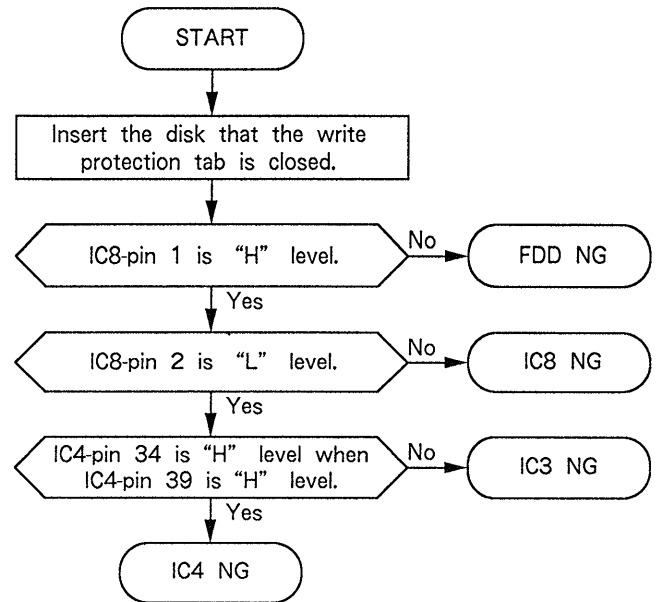 START
Insert the disk that the write
protection tab is closed.
IC8-pin 1 is “H” level.
No
FDD NG
Yes
IC8-pin 2 is “L” level.
No
IC8 NG
Yes
IC4-pin 34 is “H” level when
IC4-pin 39 is “H” level.
No
IC3 NG
Yes
IC4 NG